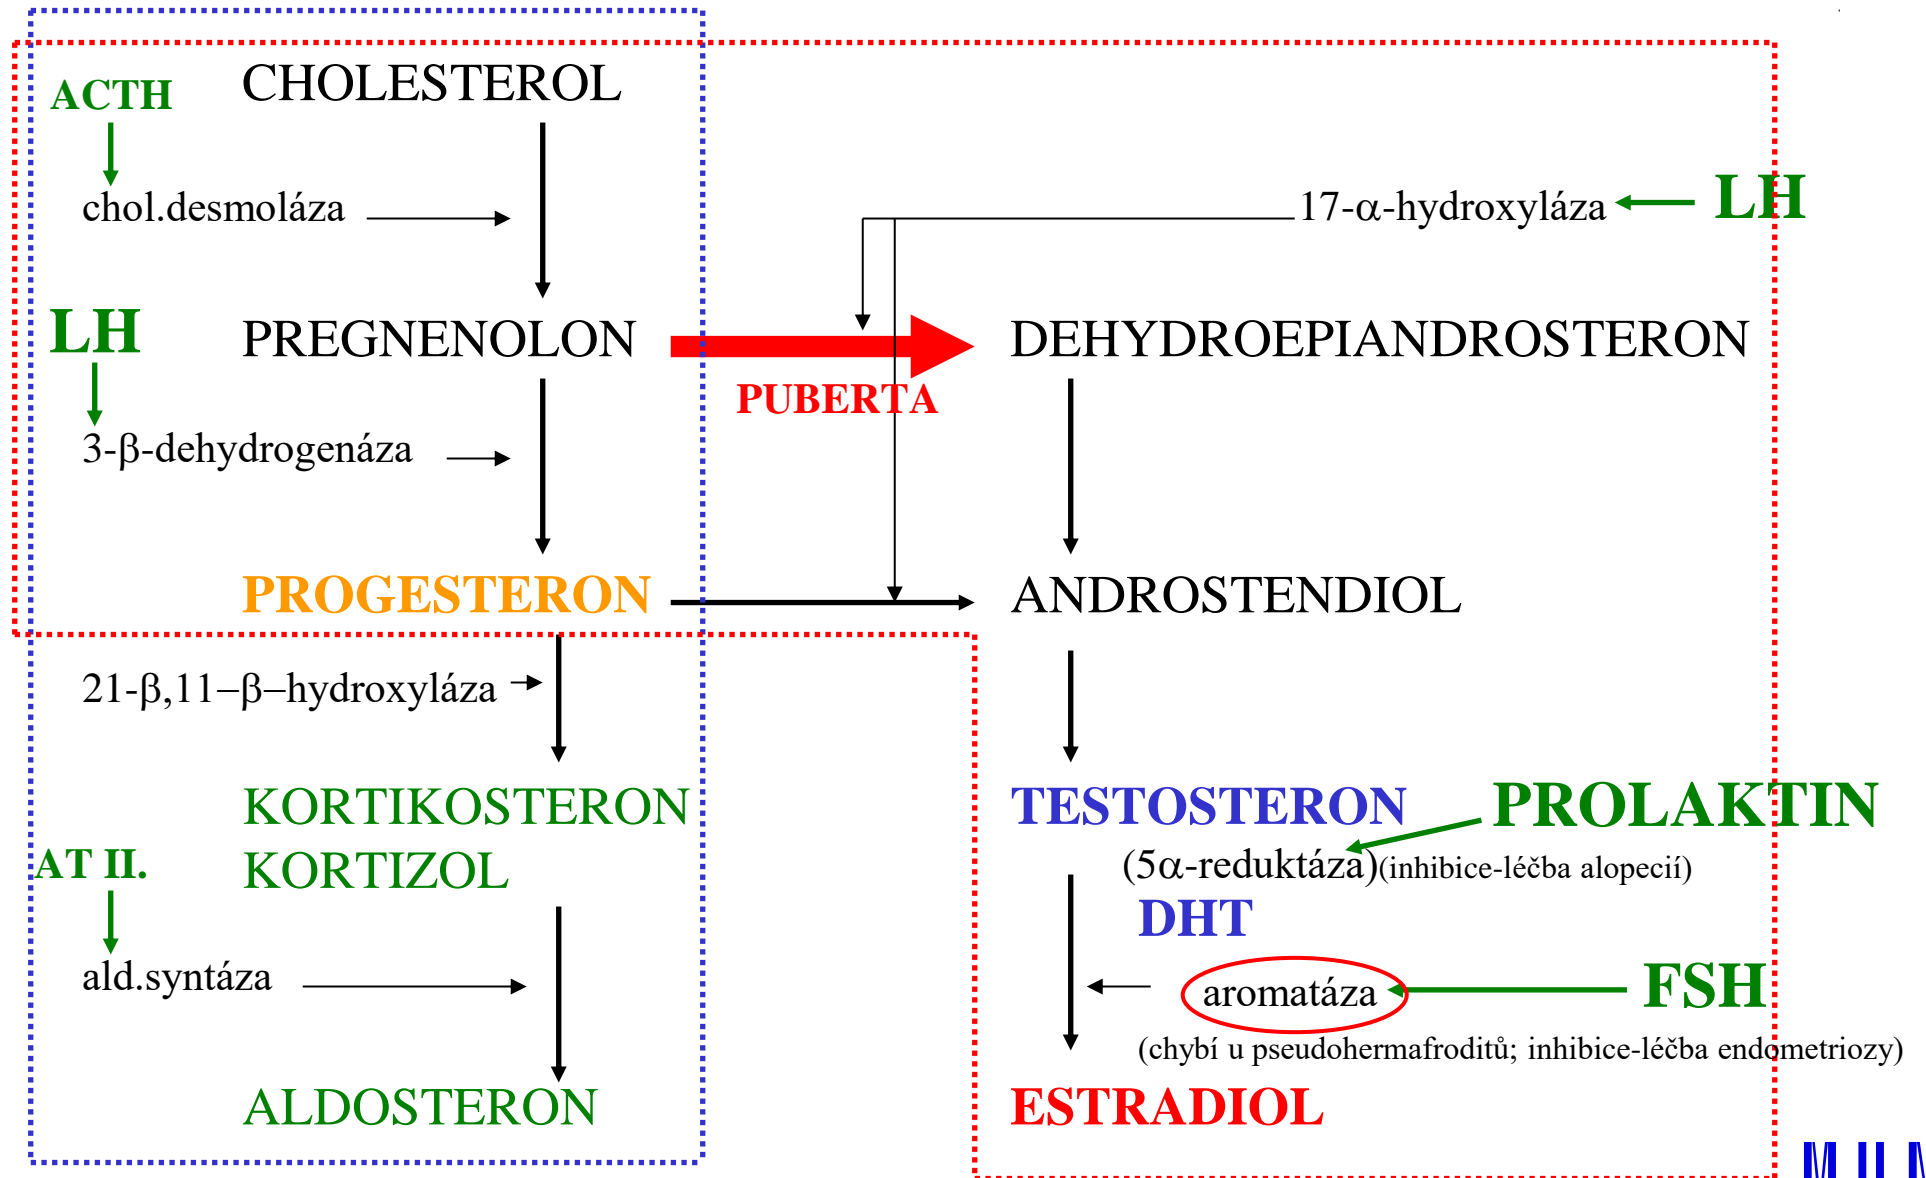 CHOLESTEROL
ACTH
chol.desmoláza
17-α-hydroxyláza
LH
LH
PREGNENOLON
DEHYDROEPIANDROSTERON
PUBERTA
3-β-dehydrogenáza
PROGESTERON
ANDROSTENDIOL
21-β,11−β−hydroxyláza
KORTIKOSTERON
TESTOSTERON
PROLAKTIN
AT II.
KORTIZOL
(5α-reduktáza)(inhibice-léčba alopecií)
DHT
ald.syntáza
aromatáza
FSH
(chybí u pseudohermafroditů; inhibice-léčba endometriozy)
ALDOSTERON
ESTRADIOL